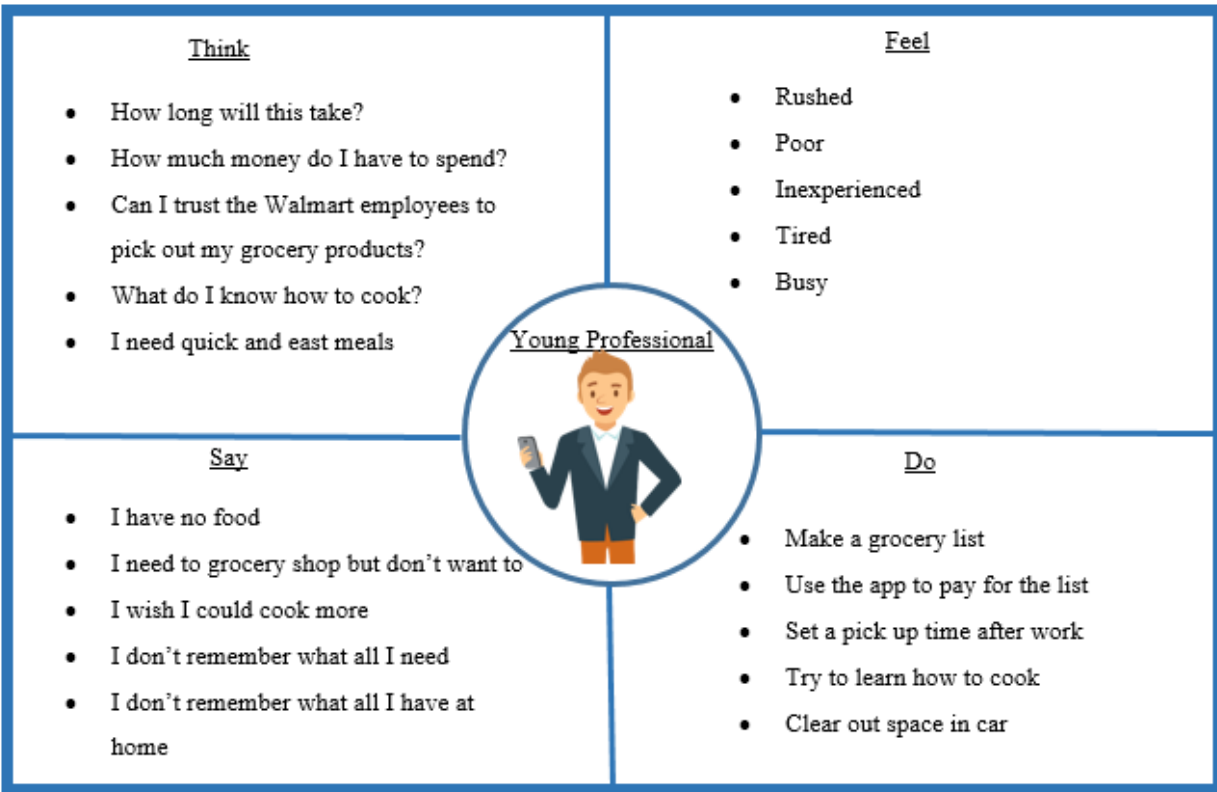 Think
• How long will this take?
• How much money do I have to spend?
• Can I trust the Walmart employees to
pick out my grocery products?
• What do I know how to cook?
• I need quick and east meals
Feel
• Rushed
• Poor
• Inexperienced
• Tired
• Busy
Young Professional
Say
• I have no food
• I need to grocery shop but don’t want to
• I wish I could cook more
• I don’t remember what all I need
• I don’t remember what all I have at
home
Do
• Make a grocery list
• Use the app to pay for the list
• Set a pick up time after work
• Try to learn how to cook
• Clear out space in car